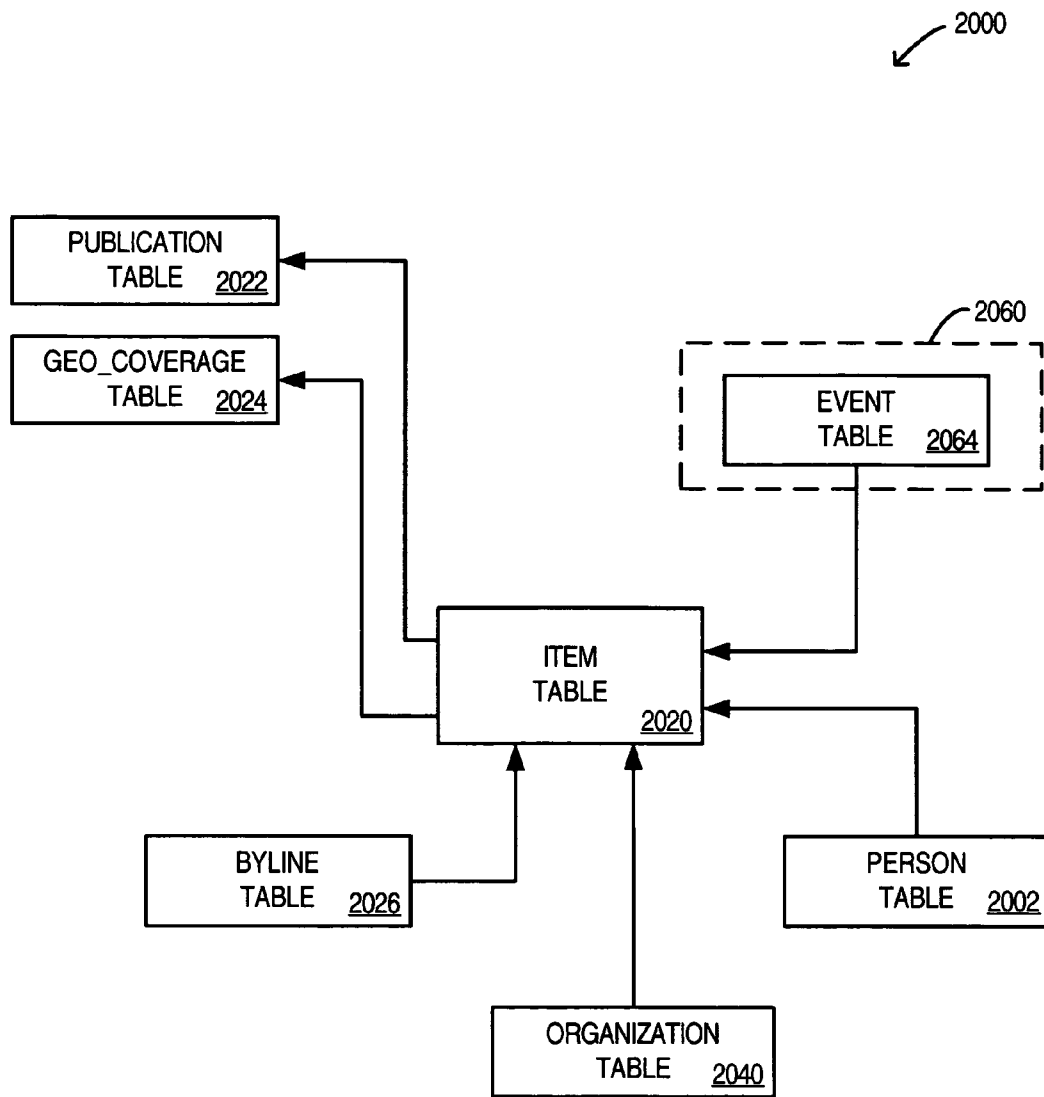 2000
PUBLICATION
TABLE 2022
GEO_COVERAGE
TABLE 2024
2060
EVENT
TABLE 2064
ITEM
TABLE
2020
BYLINE
TABLE 2026
PERSON
TABLE 2002
ORGANIZATION
TABLE 2040